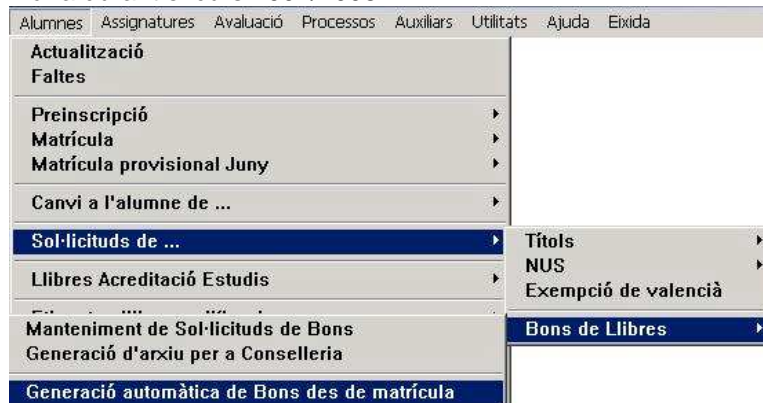 Alumnes Assignatures Avaluació Processos Auxiliars Utilitats Ajuda Eixida
Actualització
Faltes
Preinscripció
Matrícula
Matrícula provisional Juny
Canvi a l'alumne de ...
Sol·licituds de ...
Llibres Acreditació Estudis
Títols
NUS
Exempció de valencià
Bons de Llibres
Manteniment de Sol·licituds de Bons
Generació d'arxiu per a Conselleria
Generació automàtica de Bons des de matrícula